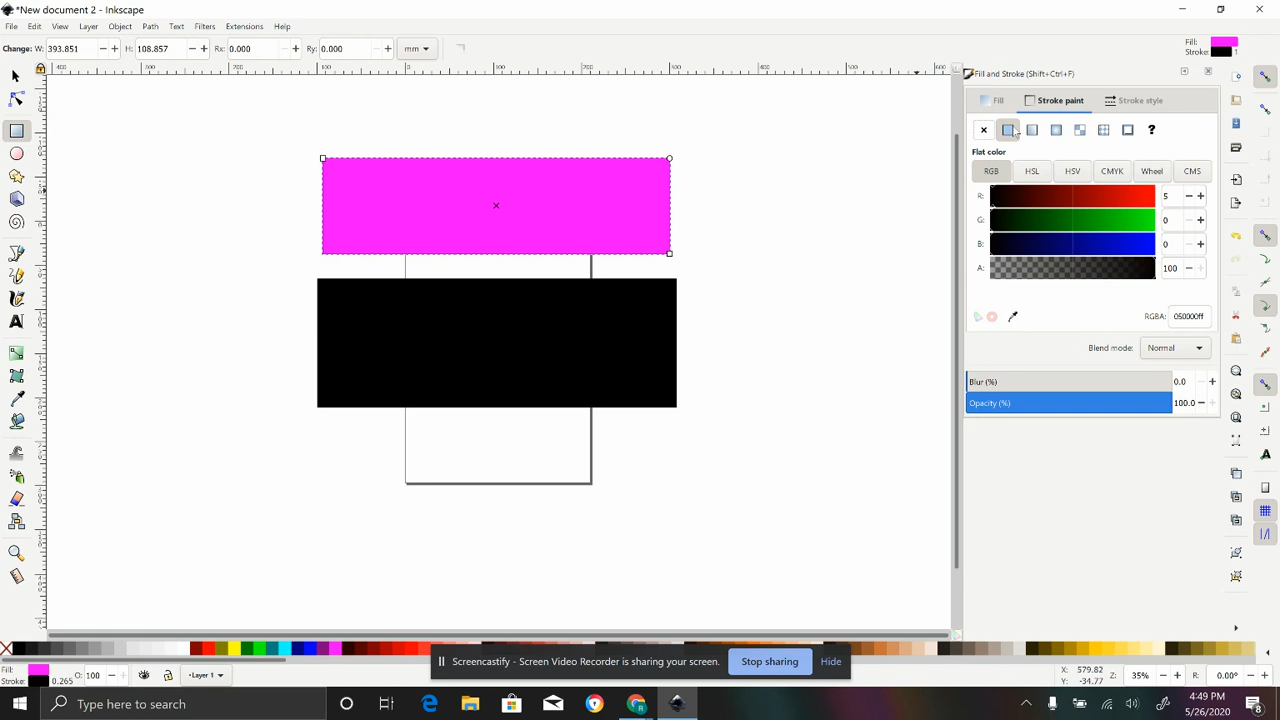 *New document 2 - Inkscape
File Edit View Layer Object Path Text Filters Extensions Help
Change: W: 393.851 H: 108.857 Rx: 0.000 Ry: 0.000 mm
Fill:
Stroke: 1
Fill and Stroke (Shift+Ctrl+F)
Fill Stroke paint Stroke style
Flat color
RGB HSL HSV CMYK Wheel CMS
R: 5
G: 0
B: 0
A: 100
RGBA: 050000ff
Blend mode: Normal
Blur (%) 0.0
Opacity (%) 100.0
Screencastify - Screen Video Recorder is sharing your screen. Stop sharing Hide
Fill:
Stroke: 0.265 O: 100 •Layer 1
X: 579.82
Y: -34.77 Z: 35% R: 0.00°
Type here to search
4:49 PM
5/26/2020